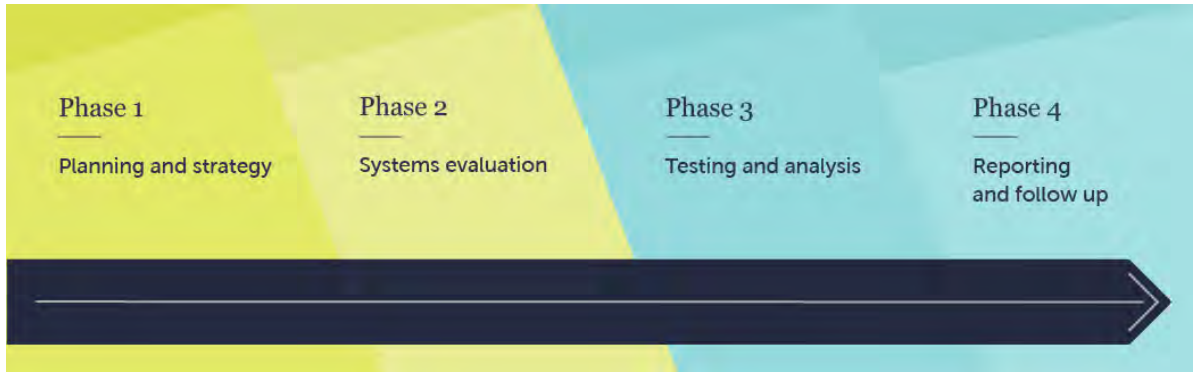 Phase 1
Planning and strategy
Phase 2
Systems evaluation
Phase 3
Testing and analysis
Phase 4
Reporting
and follow up